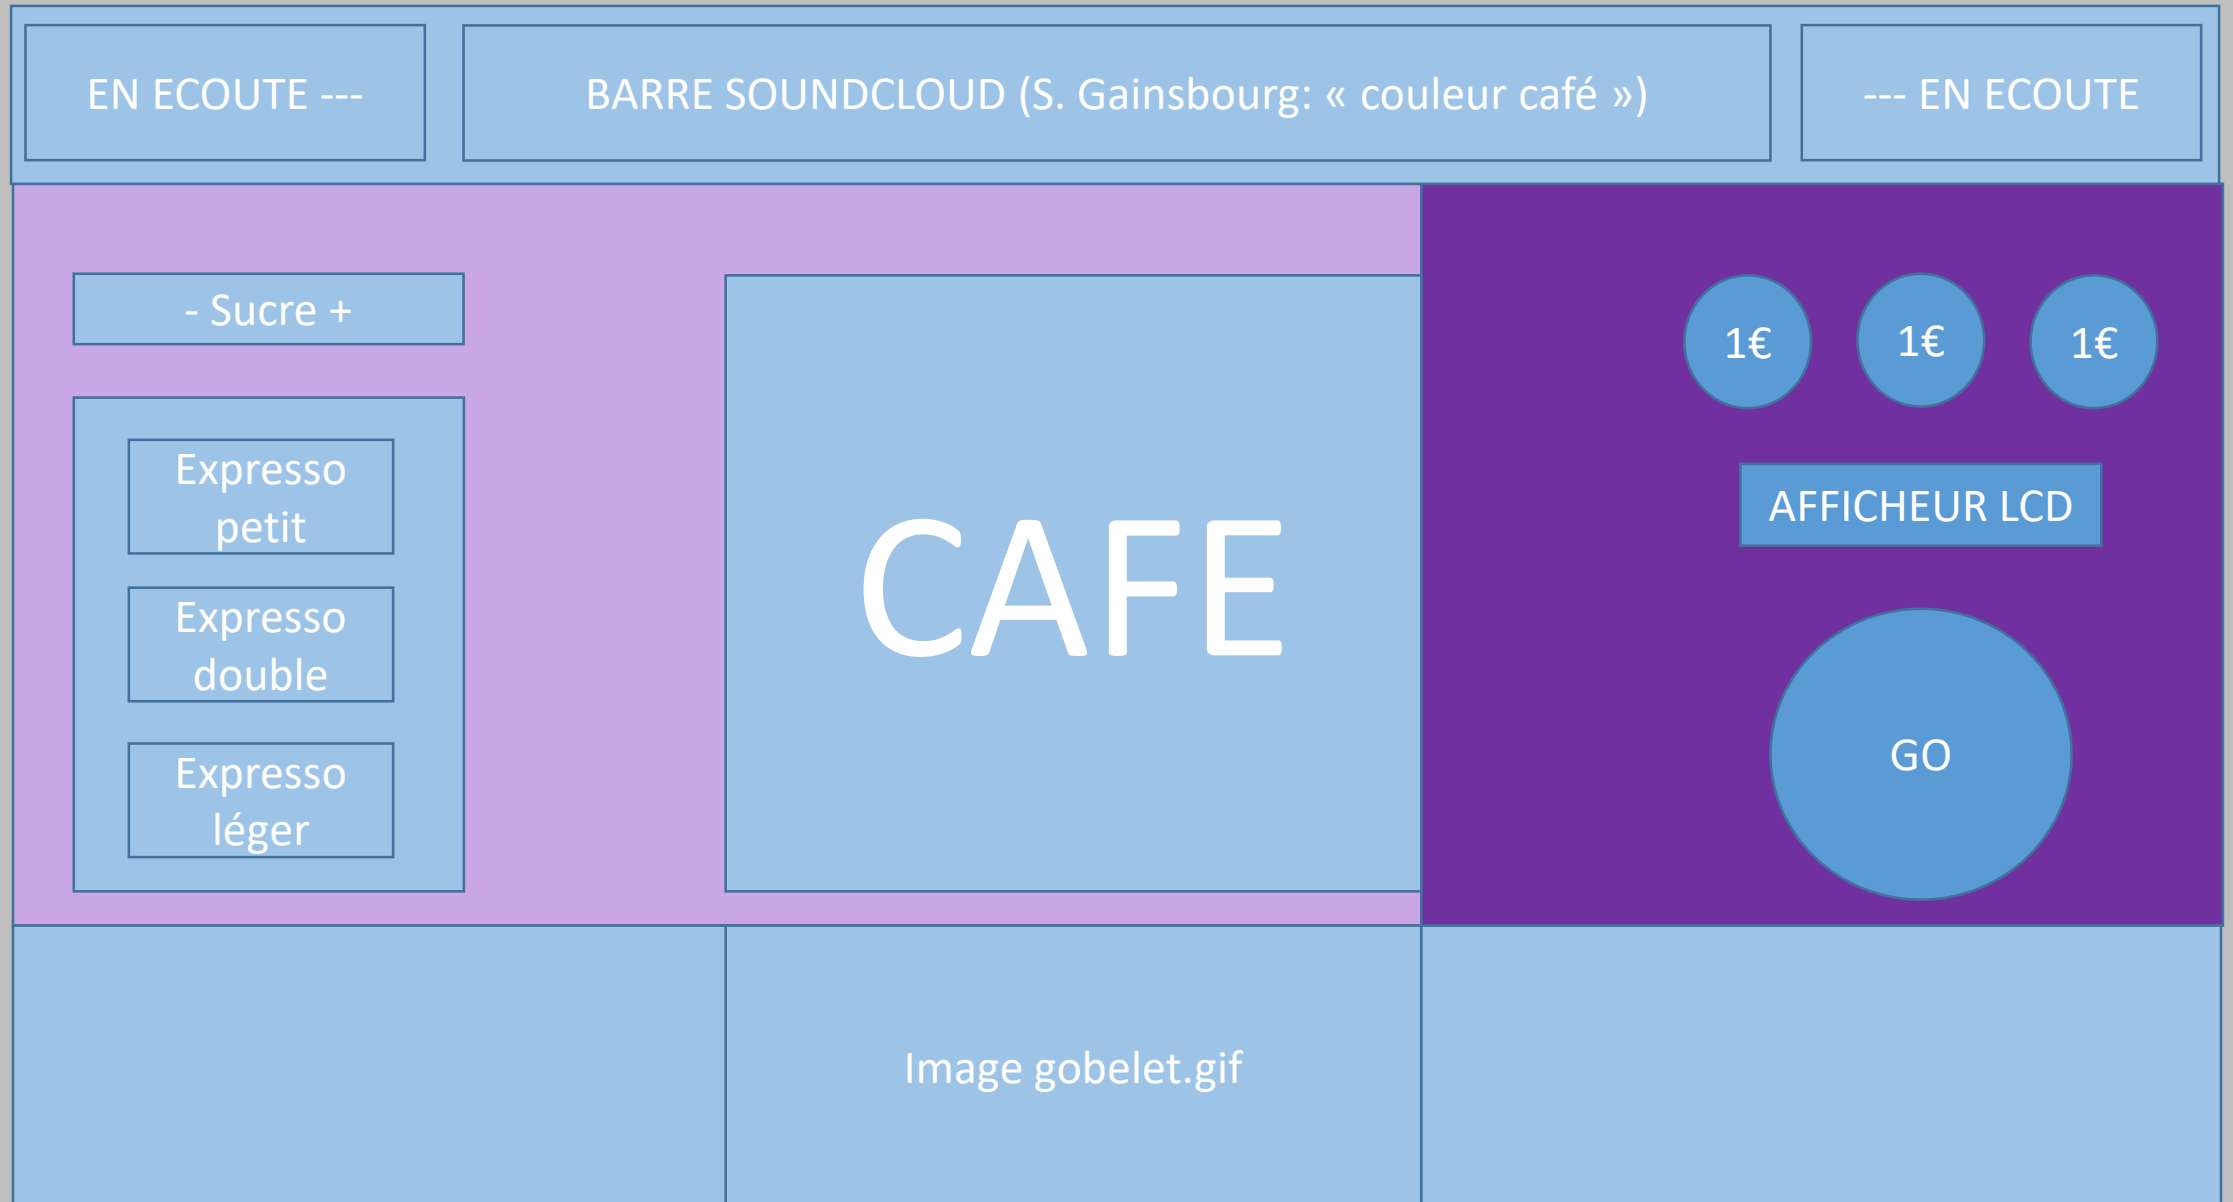 EN ECOUTE ---
BARRE SOUNDCLOUD (S. Gainsbourg: « couleur café »)
--- EN ECOUTE
- Sucre +
Expresso
petit
Expresso
double
Expresso
léger
CAFE
1€
1€
1€
AFFICHEUR LCD
GO
Image gobelet.gif